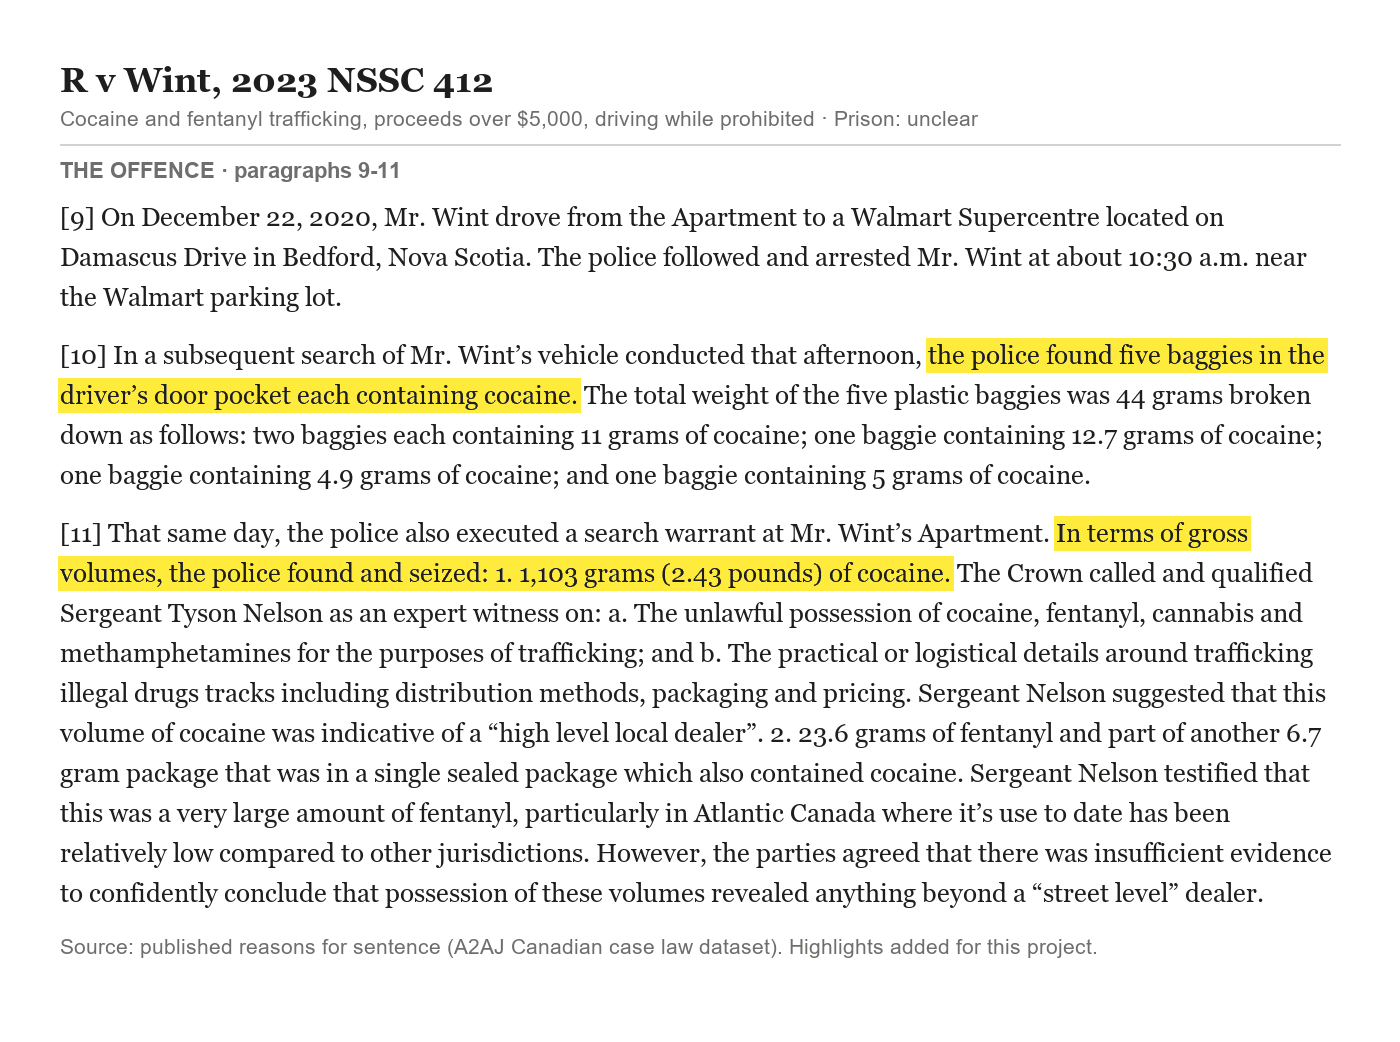 R v Wint, 2023 NSSC 412
Cocaine and fentanyl trafficking, proceeds over $5,000, driving while prohibited · Prison: unclear
THE OFFENCE · paragraphs 9-11
[9] On December 22, 2020, Mr. Wint drove from the Apartment to a Walmart Supercentre located on
Damascus Drive in Bedford, Nova Scotia. The police followed and arrested Mr. Wint at about 10:30 a.m. near
the Walmart parking lot.
[10] In a subsequent search of Mr. Wint’s vehicle conducted that afternoon, the police found five baggies in the
driver’s door pocket each containing cocaine. The total weight of the five plastic baggies was 44 grams broken
down as follows: two baggies each containing 11 grams of cocaine; one baggie containing 12.7 grams of cocaine;
one baggie containing 4.9 grams of cocaine; and one baggie containing 5 grams of cocaine.
[11] That same day, the police also executed a search warrant at Mr. Wint’s Apartment. In terms of gross
volumes, the police found and seized: 1. 1,103 grams (2.43 pounds) of cocaine. The Crown called and qualified
Sergeant Tyson Nelson as an expert witness on: a. The unlawful possession of cocaine, fentanyl, cannabis and
methamphetamines for the purposes of trafficking; and b. The practical or logistical details around trafficking
illegal drugs tracks including distribution methods, packaging and pricing. Sergeant Nelson suggested that this
volume of cocaine was indicative of a “high level local dealer”. 2. 23.6 grams of fentanyl and part of another 6.7
gram package that was in a single sealed package which also contained cocaine. Sergeant Nelson testified that
this was a very large amount of fentanyl, particularly in Atlantic Canada where it’s use to date has been
relatively low compared to other jurisdictions. However, the parties agreed that there was insufficient evidence
to confidently conclude that possession of these volumes revealed anything beyond a “street level” dealer.
Source: published reasons for sentence (A2AJ Canadian case law dataset). Highlights added for this project.